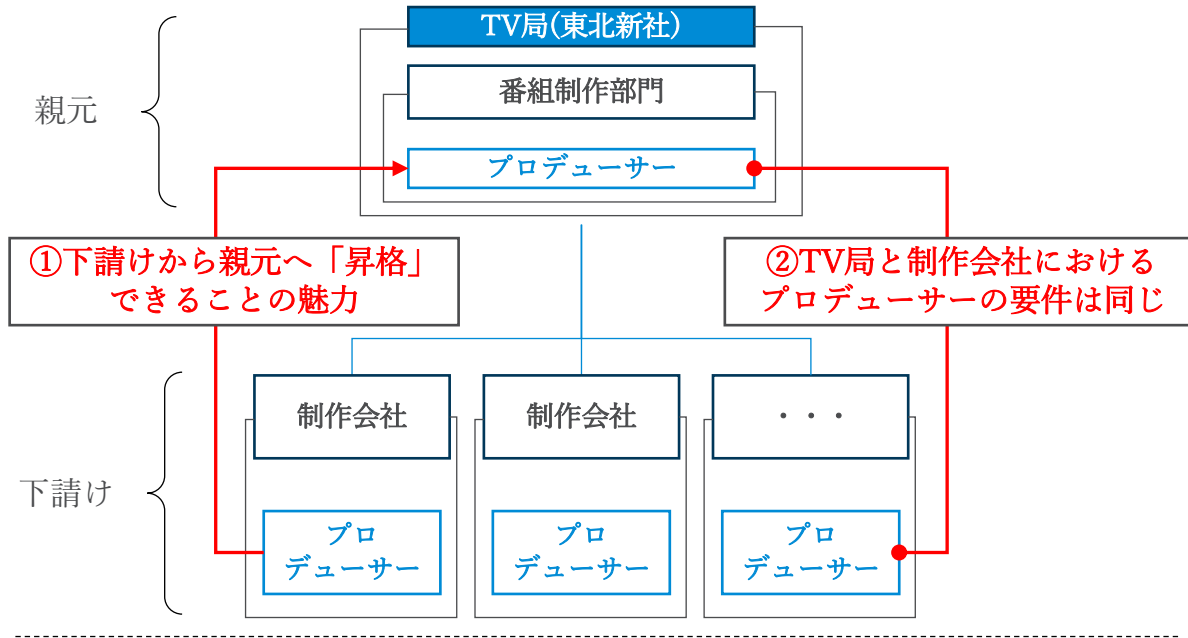 TV局(東北新社)
番組制作部門
親元
プロデューサー
①下請けから親元へ「昇格」
できることの魅力
②TV局と制作会社における
プロデューサーの要件は同じ
制作会社
制作会社
・・・
下請け
プロ
デューサー
プロ
デューサー
プロ
デューサー